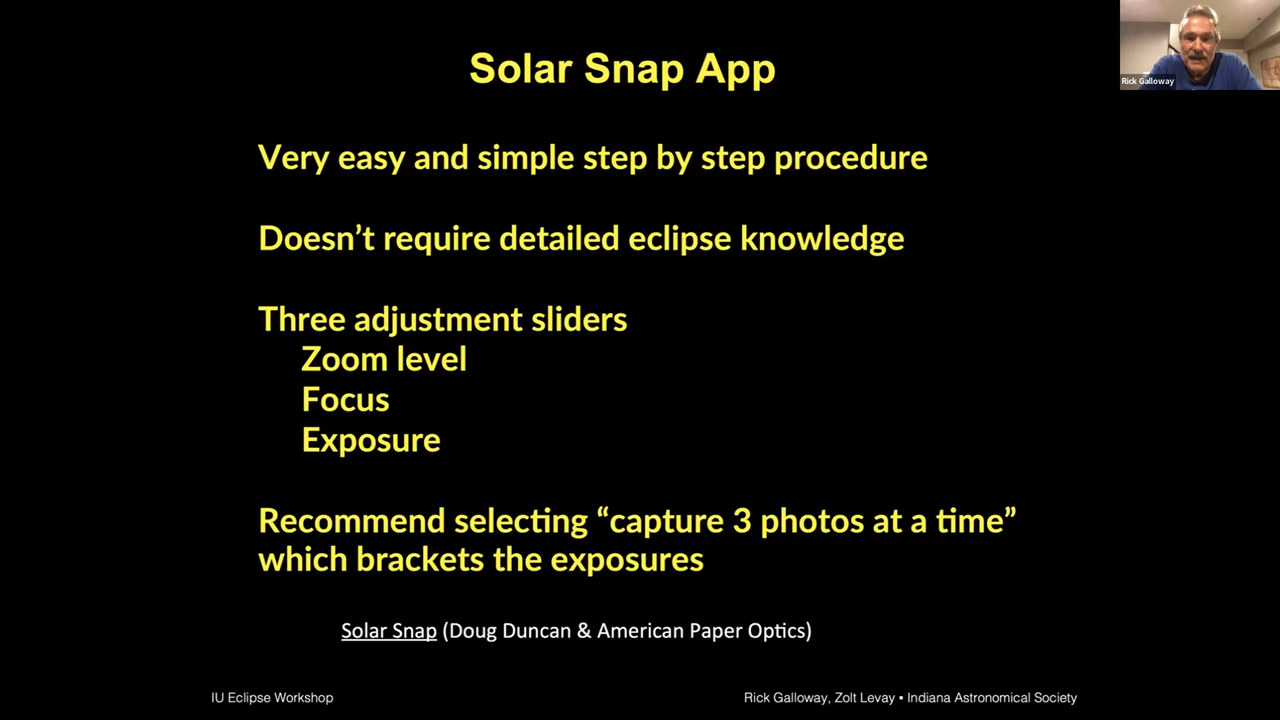 Solar Snap App
Rick Galloway
Very easy and simple step by step procedure
Doesn’t require detailed eclipse knowledge
Three adjustment sliders
Zoom level
Focus
Exposure
Recommend selecting “capture 3 photos at a time”
which brackets the exposures
Solar Snap (Doug Duncan & American Paper Optics)
IU Eclipse Workshop
Rick Galloway, Zolt Levay ▪ Indiana Astronomical Society